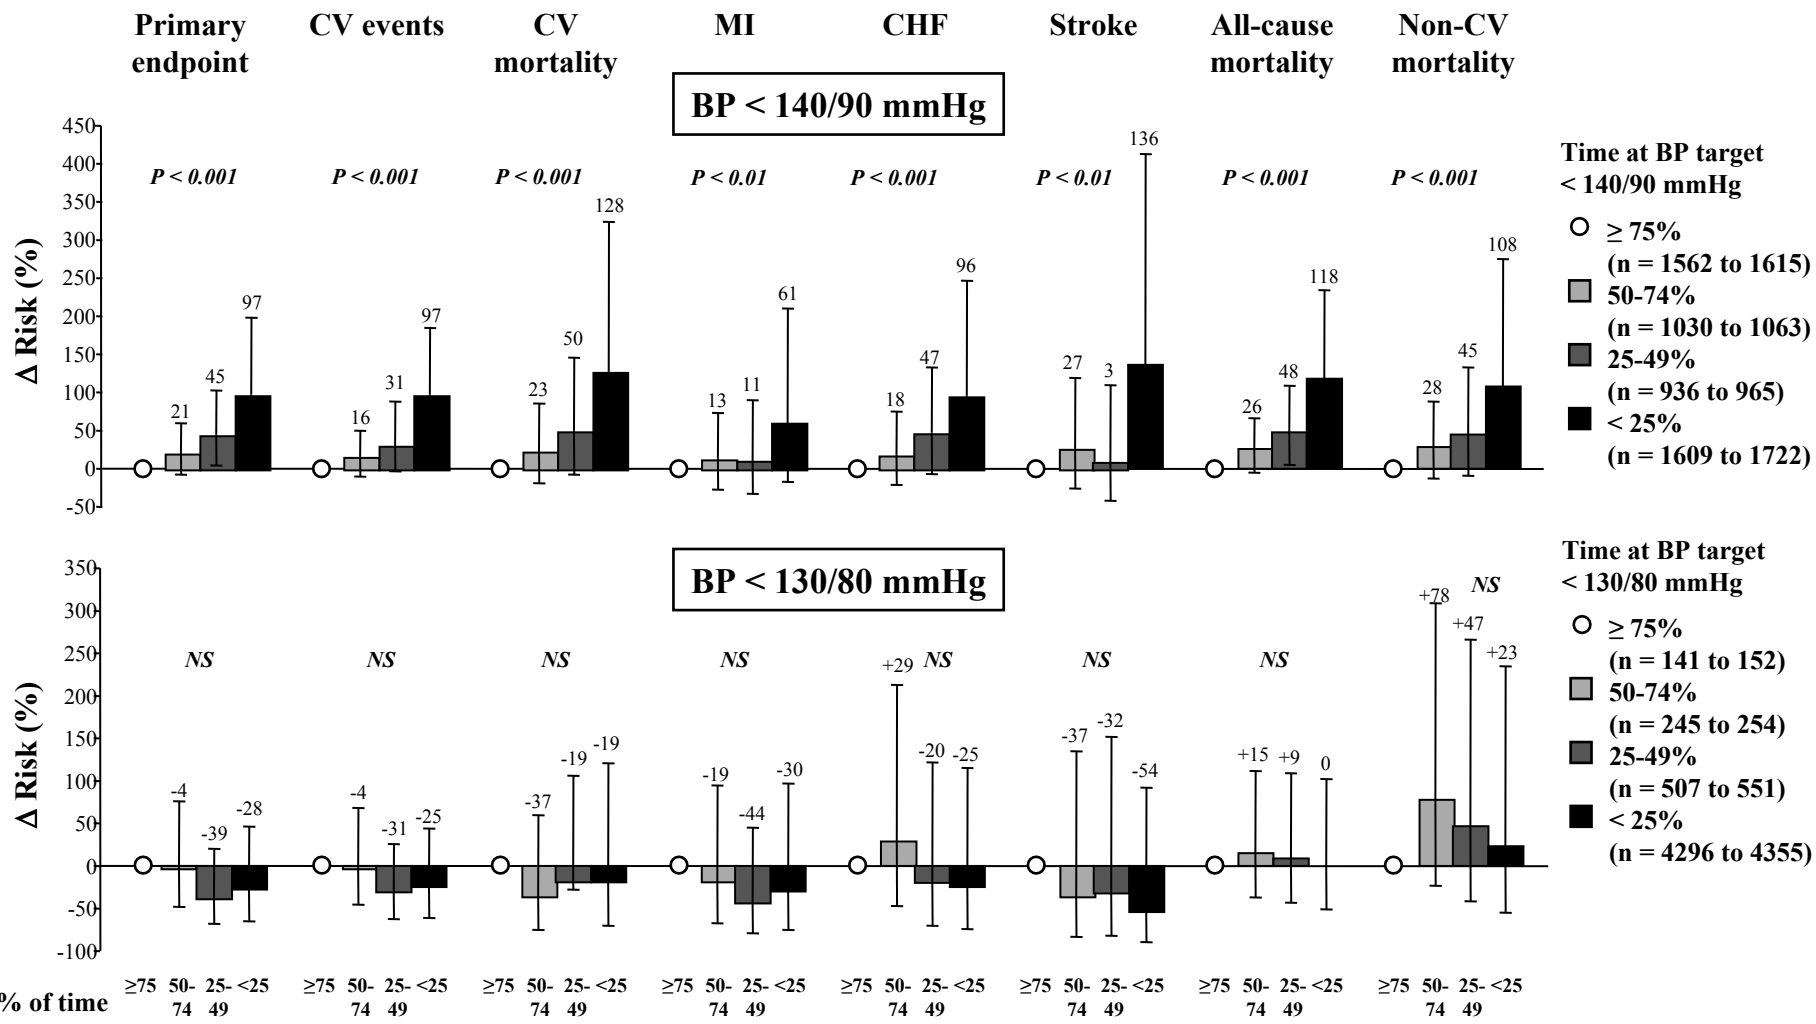 Primary endpoint
CV events
CV mortality
MI
CHF
Stroke
All-cause mortality
Non-CV mortality
BP < 140/90 mmHg
Δ Risk (%)
450
400
350
300
250
200
150
100
50
0
-50
P < 0.001
P < 0.001
P < 0.001
P < 0.01
P < 0.001
P < 0.01
P < 0.001
P < 0.001
21 45 97
16 31 97
23 50 128
13 11 61
18 47 96
27 3 136
26 48 118
28 45 108
Time at BP target
< 140/90 mmHg
≥ 75%
(n = 1562 to 1615)
50-74%
(n = 1030 to 1063)
25-49%
(n = 936 to 965)
< 25%
(n = 1609 to 1722)
BP < 130/80 mmHg
Δ Risk (%)
350
300
250
200
150
100
50
0
-50
-100
NS
NS
NS
NS
NS
NS
NS
NS
-4 -39 -28
-4 -31 -25
-37 -19 -19
-19 -44 -30
+29 -20 -25
-37 -32 -54
+15 +9 0
+78 +47 +23
Time at BP target
< 130/80 mmHg
≥ 75%
(n = 141 to 152)
50-74%
(n = 245 to 254)
25-49%
(n = 507 to 551)
< 25%
(n = 4296 to 4355)
% of time
≥75 50-74 25-49 <25
≥75 50-74 25-49 <25
≥75 50-74 25-49 <25
≥75 50-74 25-49 <25
≥75 50-74 25-49 <25
≥75 50-74 25-49 <25
≥75 50-74 25-49 <25
≥75 50-74 25-49 <25